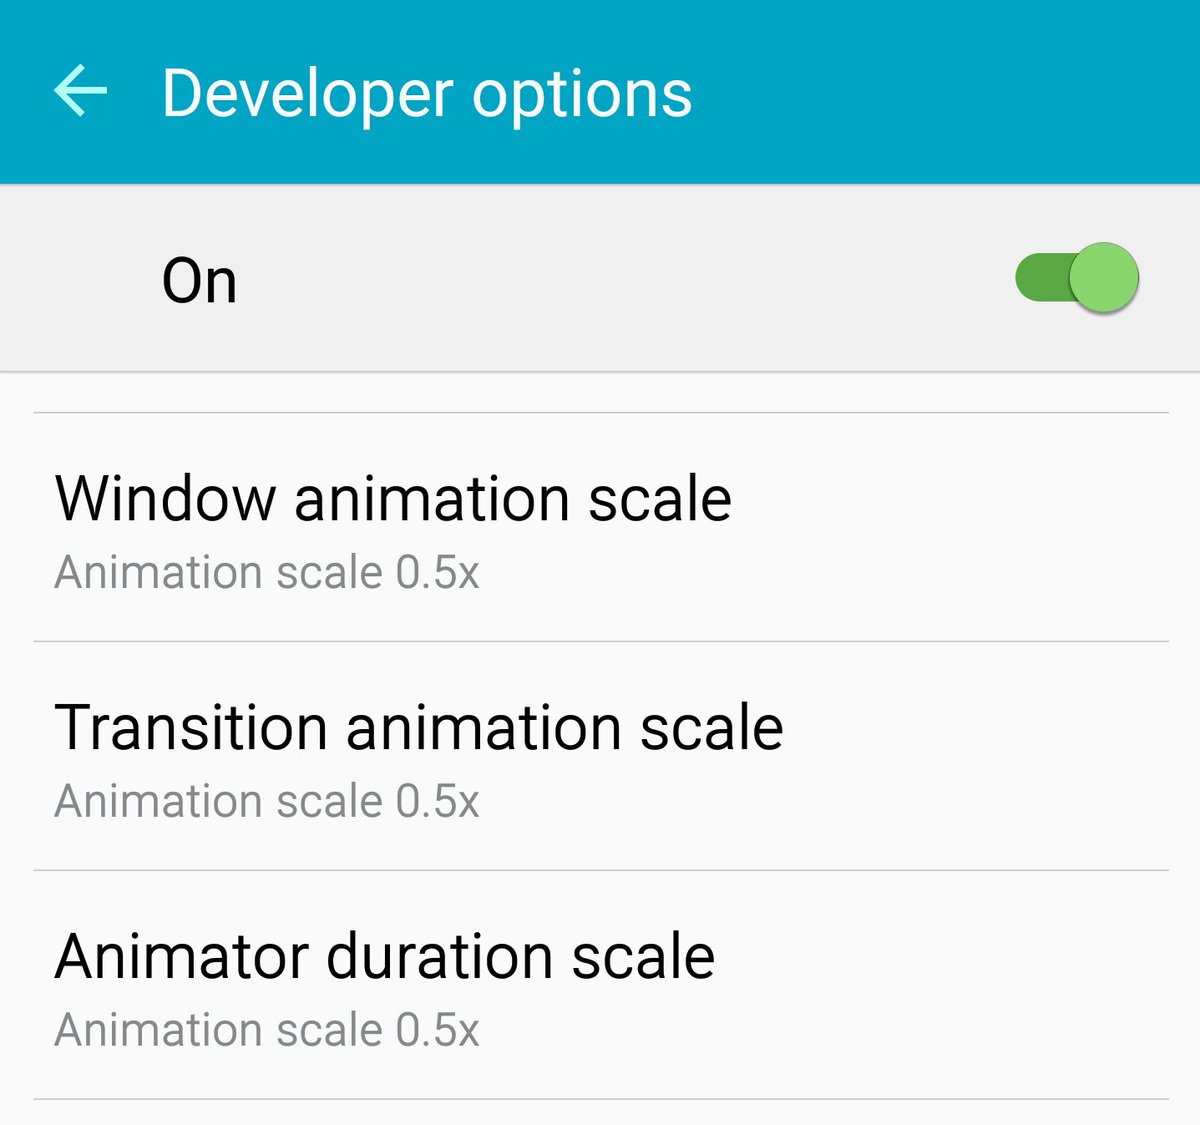 Developer options
On
Window animation scale
Animation scale 0.5x
Transition animation scale
Animation scale 0.5x
Animator duration scale
Animation scale 0.5x